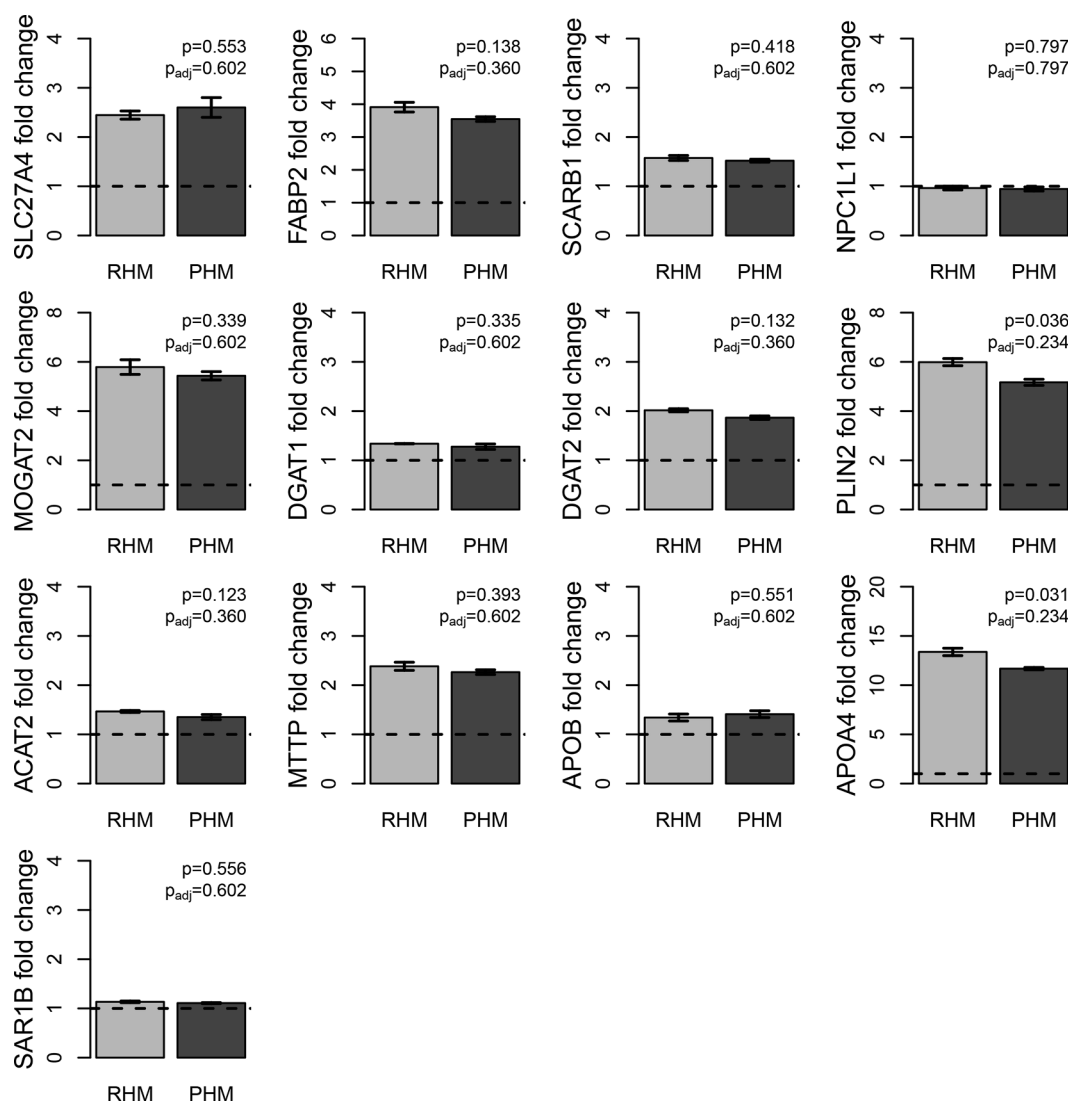 SLC27A4 fold change
4
3
2
1
0
p=0.553
padj=0.602
RHM PHM
FABP2 fold change
6
5
4
3
2
1
0
p=0.138
padj=0.360
RHM PHM
SCARB1 fold change
4
3
2
1
0
p=0.418
padj=0.602
RHM PHM
NPC1L1 fold change
4
3
2
1
0
p=0.797
padj=0.797
RHM PHM
MOGAT2 fold change
8
6
4
2
0
p=0.339
padj=0.602
RHM PHM
DGAT1 fold change
4
3
2
1
0
p=0.335
padj=0.602
RHM PHM
DGAT2 fold change
4
3
2
1
0
p=0.132
padj=0.360
RHM PHM
PLIN2 fold change
8
6
4
2
0
p=0.036
padj=0.234
RHM PHM
ACAT2 fold change
4
3
2
1
0
p=0.123
padj=0.360
RHM PHM
MTTP fold change
4
3
2
1
0
p=0.393
padj=0.602
RHM PHM
APOB fold change
4
3
2
1
0
p=0.551
padj=0.602
RHM PHM
APOA4 fold change
20
15
10
5
0
p=0.031
padj=0.234
RHM PHM
SAR1B fold change
4
3
2
1
0
p=0.556
padj=0.602
RHM PHM